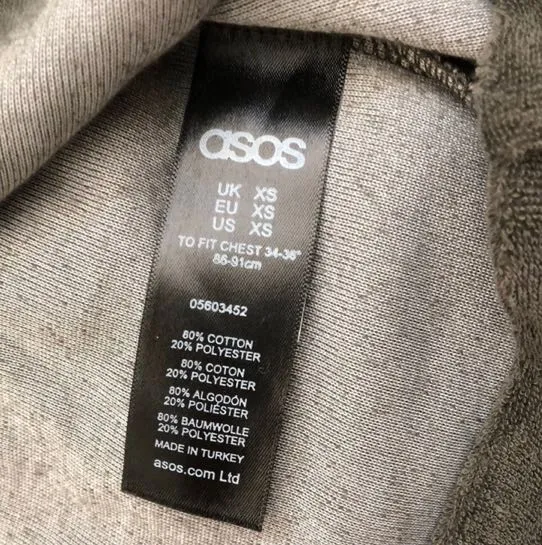 asos
UK XS
EU XS
US XS
TO FIT CHEST 34-36"
86-91cm
05603452
80% COTTON
20% POLYESTER
80% COTON
20% POLYESTER
80% ALGODÓN
20% POLIÉSTER
80% BAUMWOLLE
20% POLYESTER
MADE IN TURKEY
asos.com Ltd